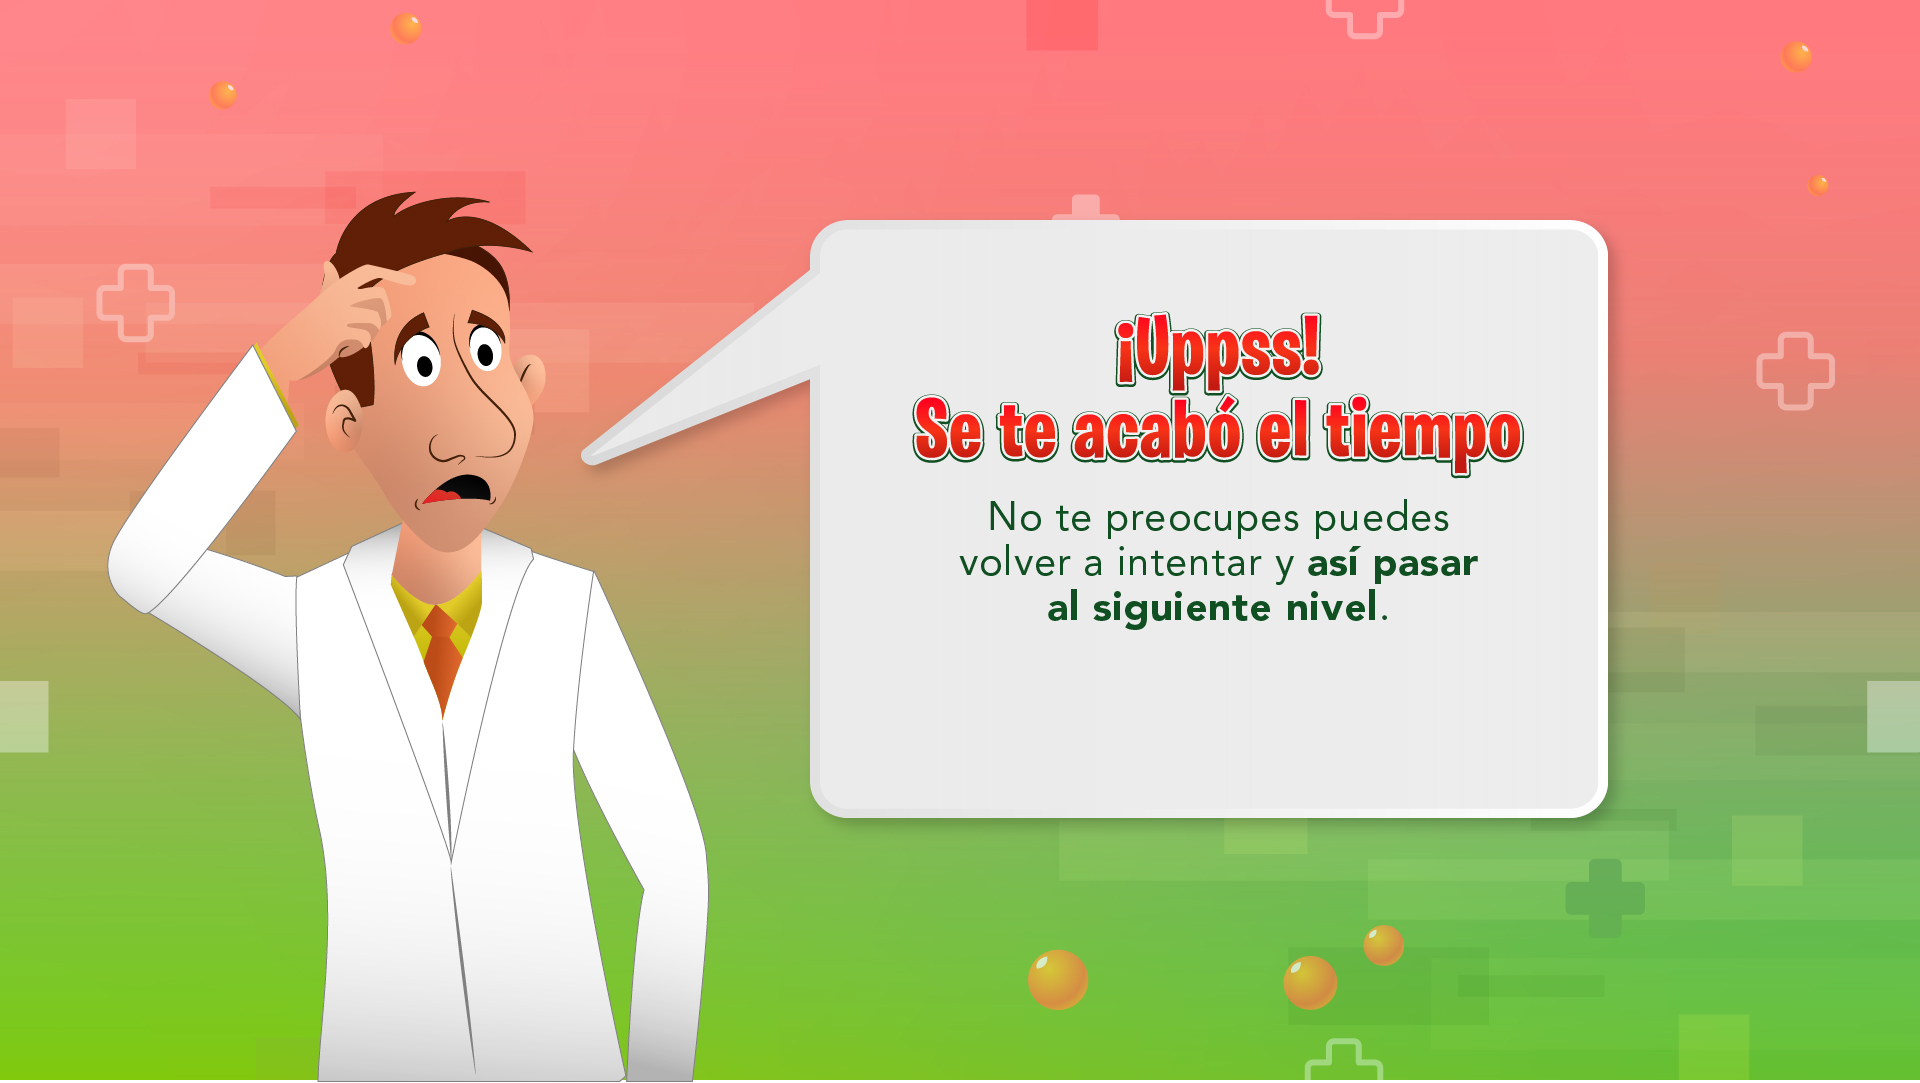 ¡Uppss!
Se te acabó el tiempo
No te preocupes puedes
volver a intentar y así pasar
al siguiente nivel.